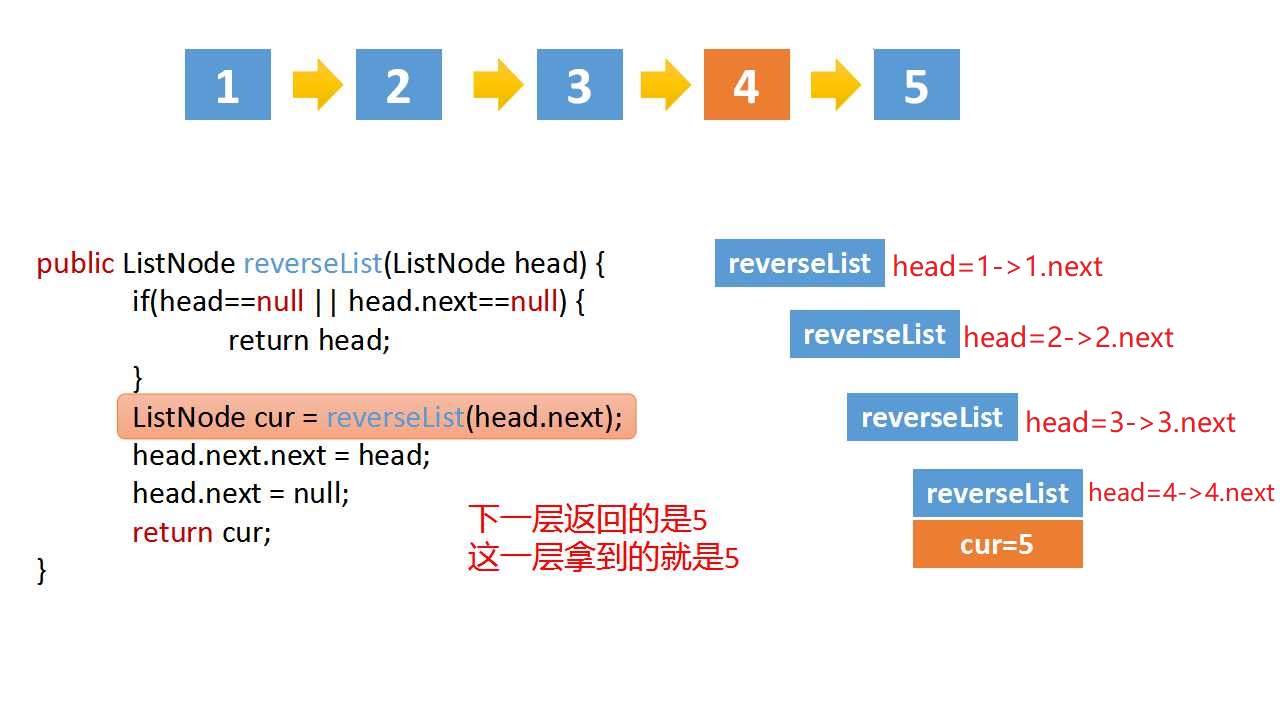 1 2 3 4 5
public ListNode reverseList(ListNode head) {
if(head==null || head.next==null) {
return head;
}
ListNode cur = reverseList(head.next);
head.next.next = head;
head.next = null;
return cur;
}
下一层返回的是5
这一层拿到的就是5
reverseList head=1->1.next
reverseList head=2->2.next
reverseList head=3->3.next
reverseList head=4->4.next
cur=5